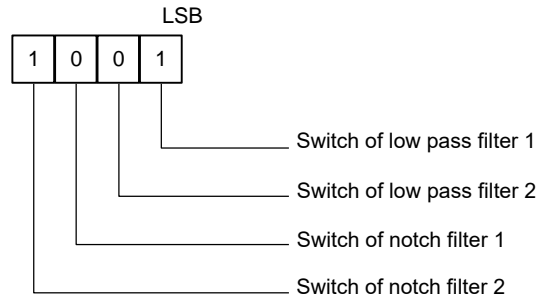 LSB
1 0 0 1
Switch of low pass filter 1
Switch of low pass filter 2
Switch of notch filter 1
Switch of notch filter 2